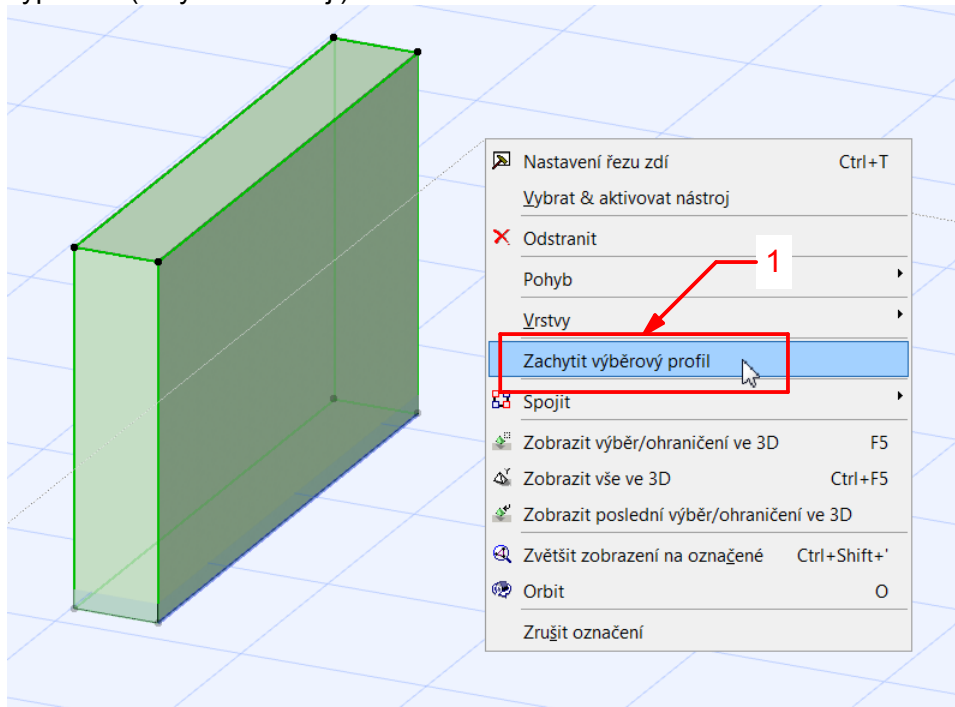 Nastavení řezu zdí Ctrl+T
Vybrat & aktivovat nástroj
Odstranit
1
Pohyb
Vrstvy
Zachytit výběrový profil
Spojit
Zobrazit výběr/ohraničení ve 3D F5
Zobrazit vše ve 3D Ctrl+F5
Zobrazit poslední výběr/ohraničení ve 3D
Zvětšit zobrazení na označené Ctrl+Shift+'
Orbit O
Zrušit označení